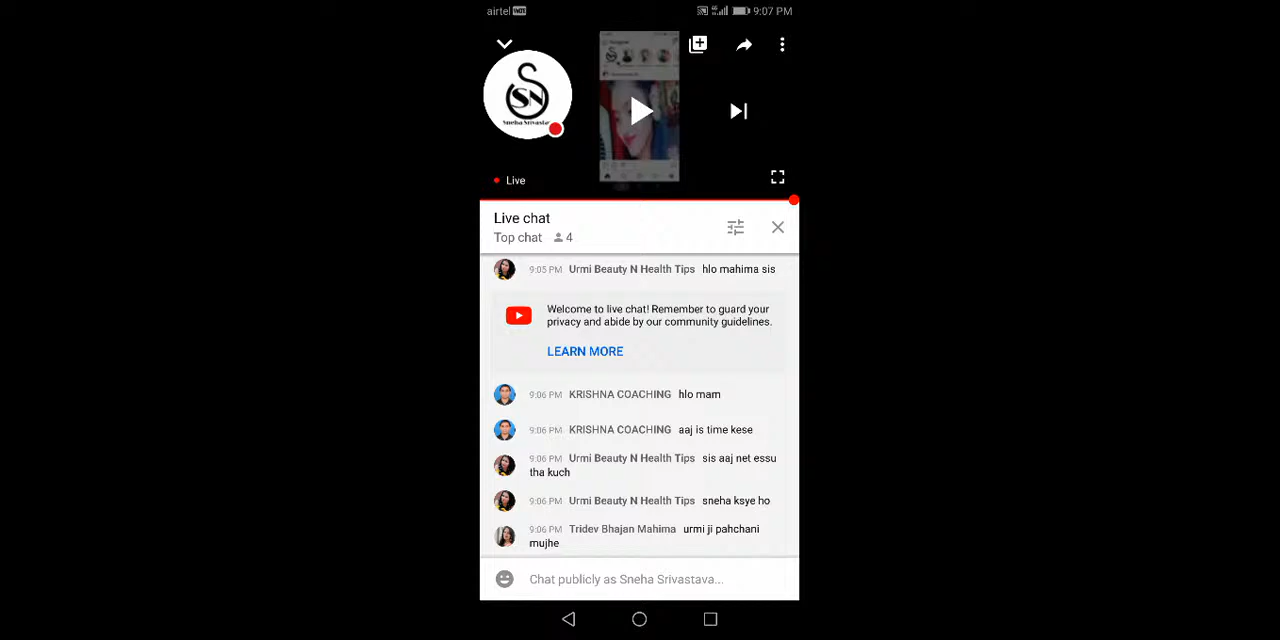 airtel
9:07 PM
SN
Live
Live chat
Top chat 4
9:05 PM Urmi Beauty N Health Tips hlo mahima sis
Welcome to live chat! Remember to guard your
privacy and abide by our community guidelines.
LEARN MORE
9:06 PM KRISHNA COACHING hlo mam
9:06 PM KRISHNA COACHING aaj is time kese
9:06 PM Urmi Beauty N Health Tips sis aaj net essu
tha kuch
9:06 PM Urmi Beauty N Health Tips sneha ksye ho
9:06 PM Tridev Bhajan Mahima urmi ji pahchani
mujhe
Chat publicly as Sneha Srivastava...